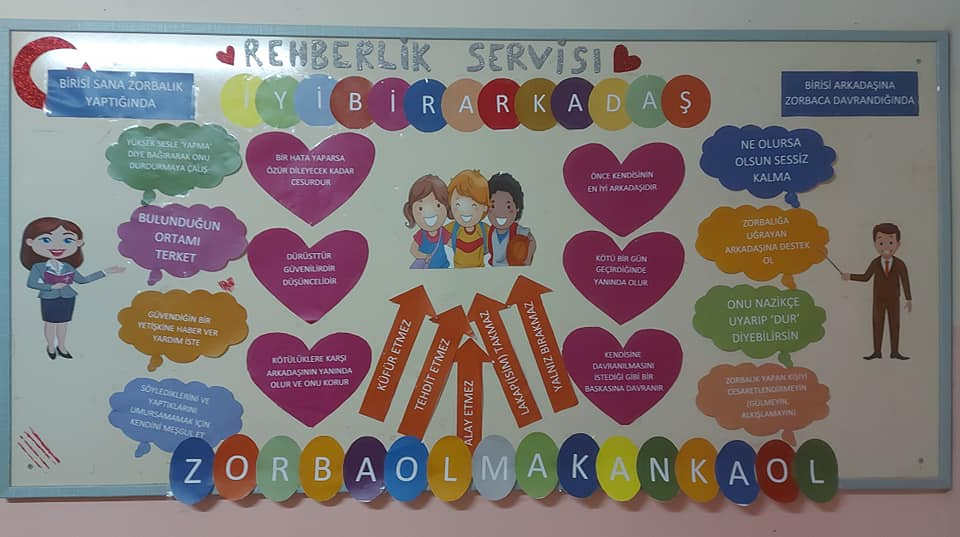 REHBERLİK SERVİSİ
İYİBİRARKADAŞ
BİRİSİ SANA ZORBALIK
YAPTIĞINDA
YÜKSEK SESLE 'YAPMA'
DİYE BAĞIRARAK ONU
DURDURMAYA ÇALIŞ
BULUNDUĞUN
ORTAMI
TERKET
GÜVENDİĞİN BİR
YETİŞKİNE HABER VER
YARDIM İSTE
SÖYLEDİKLERİNİ VE
YAPTIKLARINI
UMURSAMAMAK İÇİN
KENDİNİ MEŞGUL ET
BİR HATA YAPARSA
ÖZÜR DİLEYECEK KADAR
CESURDUR
DÜRÜSTTÜR
GÜVENİLİRDİR
DÜŞÜNCELİDİR
KÖTÜLÜKLERE KARŞI
ARKADAŞININ YANINDA
OLUR VE ONU KORUR
KÜFÜR ETMEZ
TEHDİT ETMEZ
ALAY ETMEZ
LAKAP(İSİM) TAKMAZ
YALNIZ BIRAKMAZ
ÖNCE KENDİSİNİN
EN İYİ ARKADAŞIDIR
KÖTÜ BİR GÜN
GEÇİRDİĞİNDE
YANINDA OLUR
KENDİSİNE
DAVRANILMASINI
İSTEDİĞİ GİBİ BİR
BAŞKASINA DAVRANIR
BİRİSİ ARKADAŞINA
ZORBACA DAVRANDIĞINDA
NE OLURSA
OLSUN SESSİZ
KALMA
ZORBALIĞA
UĞRAYAN
ARKADAŞINA DESTEK
OL
ONU NAZİKÇE
UYARIP 'DUR'
DİYEBİLİRSİN
ZORBALIK YAPAN KİŞİYİ
CESARETLENDİRMEYİN
(GÜLMEYİN,
ALKIŞLAMAYIN)
ZORBAOLMAKANKAOL